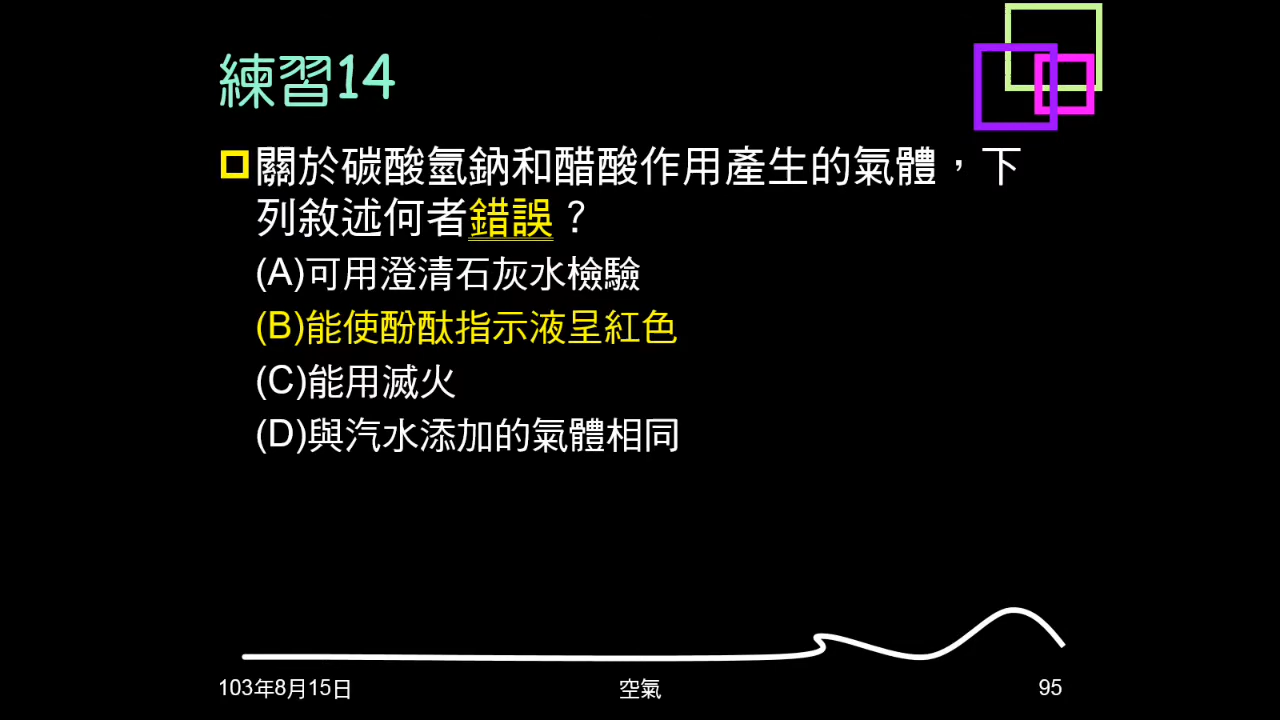 練習14
關於碳酸氫鈉和醋酸作用產生的氣體，下
列敘述何者錯誤？
(A)可用澄清石灰水檢驗
(B)能使酚酞指示液呈紅色
(C)能用滅火
(D)與汽水添加的氣體相同
103年8月15日
空氣
95